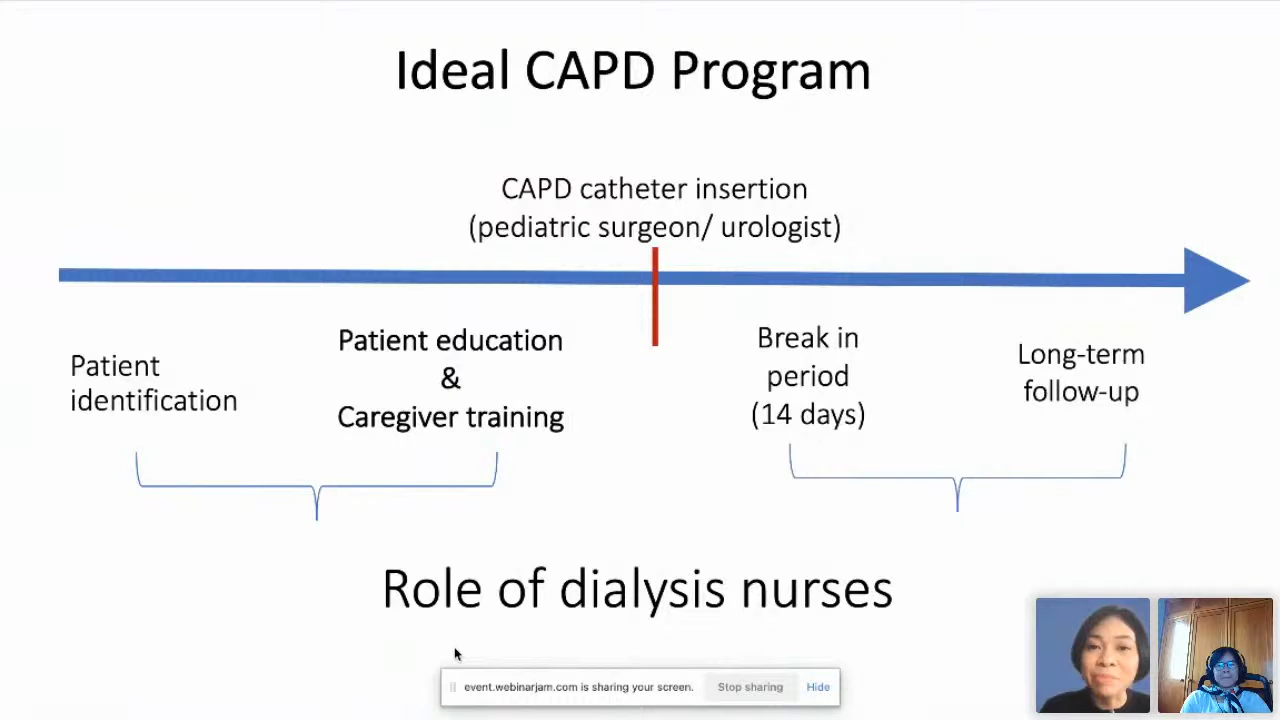 Ideal CAPD Program
CAPD catheter insertion
(pediatric surgeon/ urologist)
Patient
identification
Patient education
&
Caregiver training
Break in
period
(14 days)
Long-term
follow-up
Role of dialysis nurses
event.webinarjam.com is sharing your screen.
Stop sharing
Hide